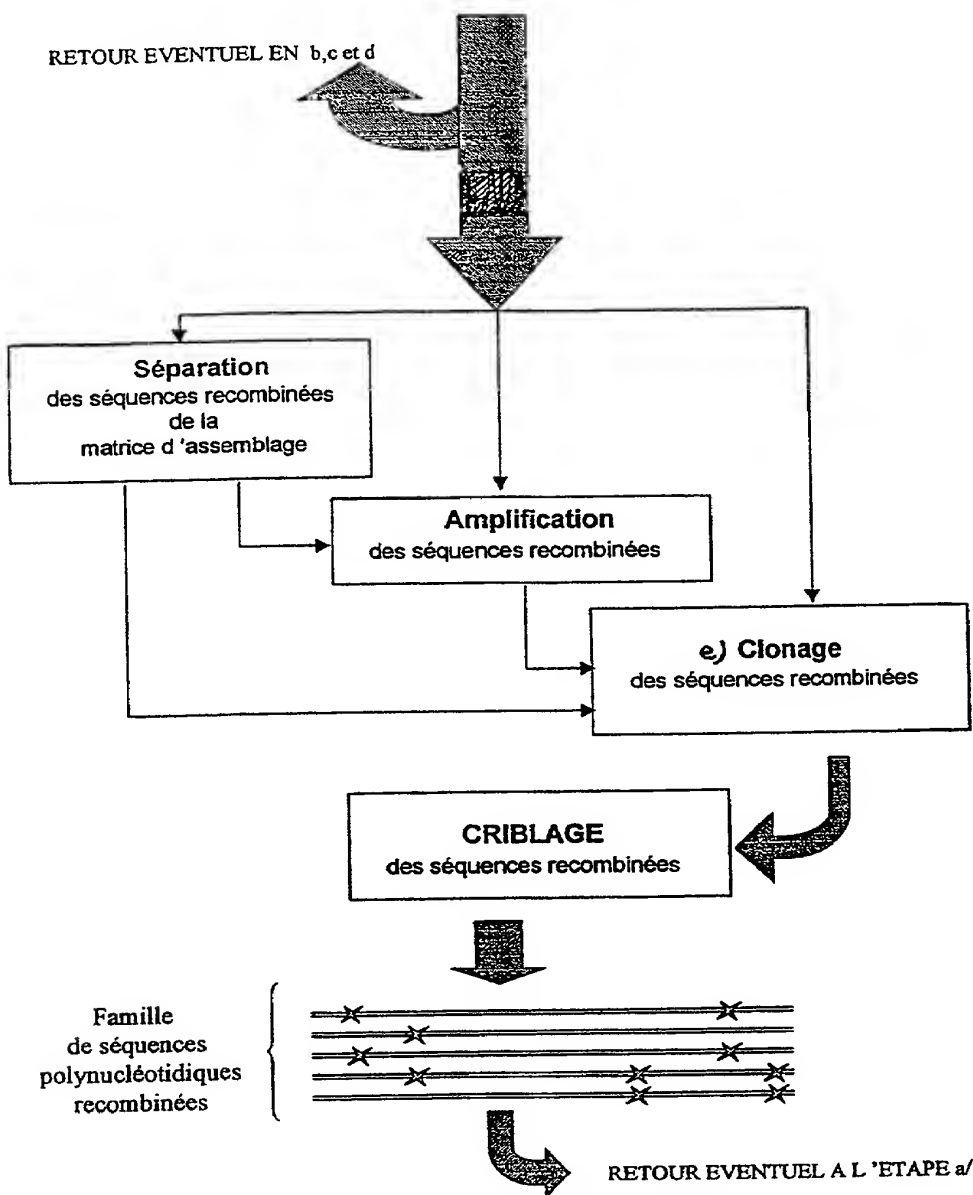 RETOUR EVENTUEL EN b,c et d
Séparation
des séquences recombinées
de la
matrice d 'assemblage
Amplification
des séquences recombinées
e) Clonage
des séquences recombinées
CRIBLAGE
des séquences recombinées
Famille
de séquences
polynucléotidiques
recombinées
RETOUR EVENTUEL A L 'ETAPE a/